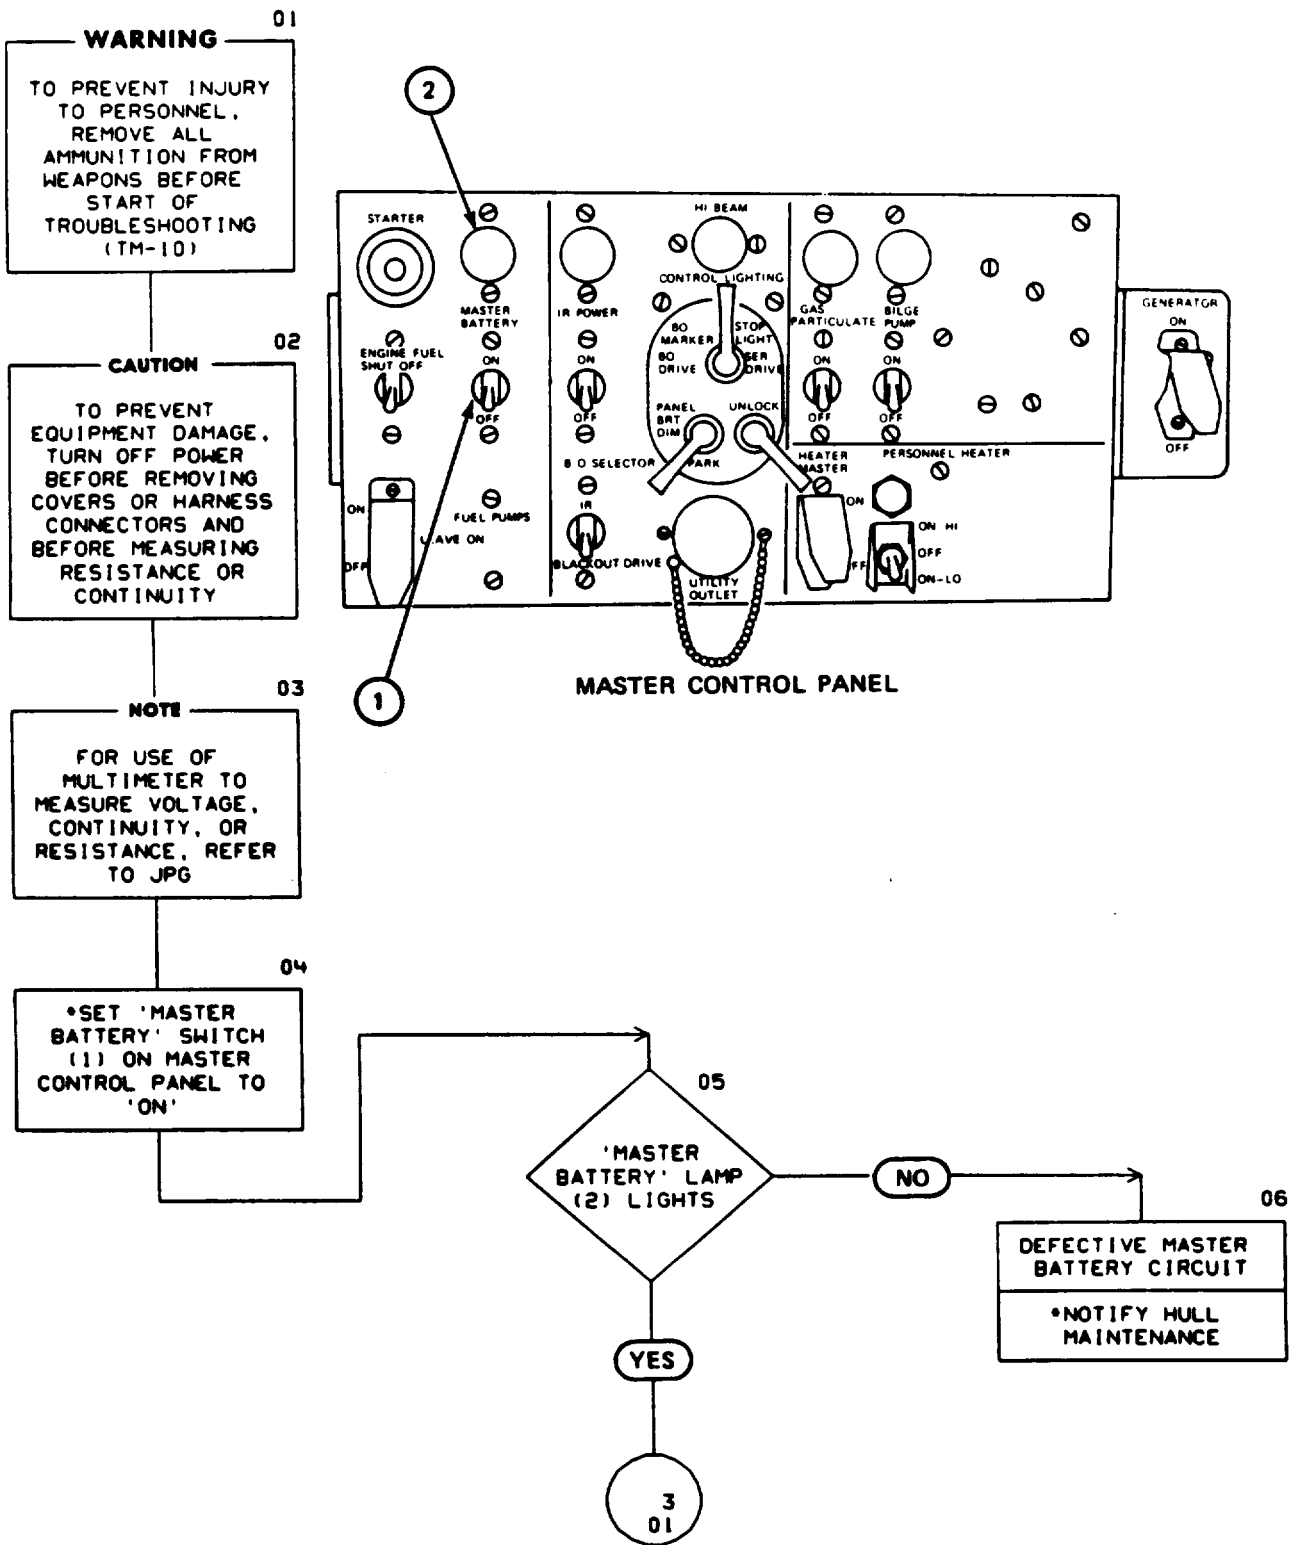 01
WARNING
TO PREVENT INJURY
TO PERSONNEL,
REMOVE ALL
AMMUNITION FROM
WEAPONS BEFORE
START OF
TROUBLESHOOTING
(TM-10)
02
CAUTION
TO PREVENT
EQUIPMENT DAMAGE,
TURN OFF POWER
BEFORE REMOVING
COVERS OR HARNESS
CONNECTORS AND
BEFORE MEASURING
RESISTANCE OR
CONTINUITY
03
NOTE
FOR USE OF
MULTIMETER TO
MEASURE VOLTAGE,
CONTINUITY, OR
RESISTANCE, REFER
TO JPG
04
*SET 'MASTER
BATTERY' SWITCH
(1) ON MASTER
CONTROL PANEL TO
'ON'
2
1
STARTER
MASTER
BATTERY
ENGINE FUEL
SHUT OFF
ON
OFF
ON
OFF
FUEL PUMPS
LEAVE ON
IR POWER
ON
OFF
B O SELECTOR
IR
BLACKOUT DRIVE
HI BEAM
CONTROL LIGHTING
BO
MARKER
STOP
LIGHT
BO
DRIVE
SER
DRIVE
PANEL
BRT
DIM
UNLOCK
PARK
UTILITY
OUTLET
GAS
PARTICULATE
ON
OFF
BILGE
PUMP
ON
OFF
HEATER
MASTER
ON
OFF
PERSONNEL HEATER
ON HI
OFF
ON-LO
GENERATOR
ON
OFF
MASTER CONTROL PANEL
05
'MASTER
BATTERY' LAMP
(2) LIGHTS
NO
06
DEFECTIVE MASTER
BATTERY CIRCUIT
*NOTIFY HULL
MAINTENANCE
YES
3
01